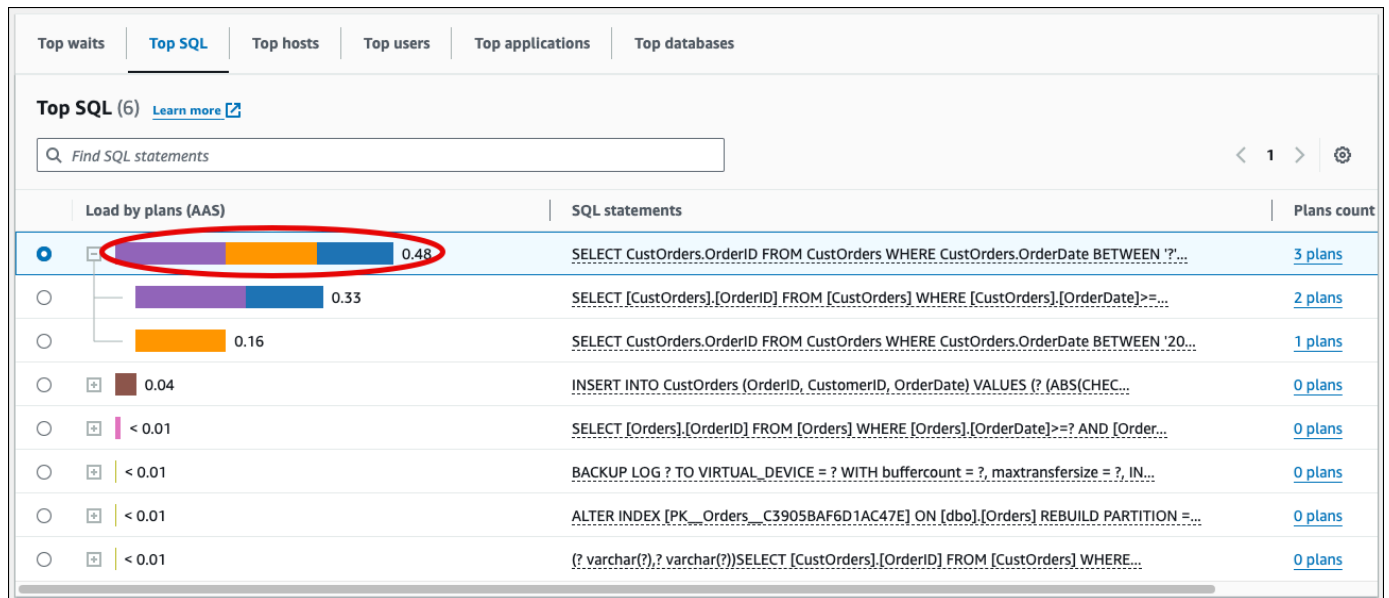 Top waits Top SQL Top hosts Top users Top applications Top databases
Top SQL (6) Learn more
Find SQL statements
1
Load by plans (AAS) SQL statements Plans count
0.48 SELECT CustOrders.OrderID FROM CustOrders WHERE CustOrders.OrderDate BETWEEN '?'... 3 plans
0.33 SELECT [CustOrders].[OrderID] FROM [CustOrders] WHERE [CustOrders].[OrderDate]>=... 2 plans
0.16 SELECT CustOrders.OrderID FROM CustOrders WHERE CustOrders.OrderDate BETWEEN '20... 1 plans
0.04 INSERT INTO CustOrders (OrderID, CustomerID, OrderDate) VALUES (? (ABS(CHEC... 0 plans
< 0.01 SELECT [Orders].[OrderID] FROM [Orders] WHERE [Orders].[OrderDate]>=? AND [Order... 0 plans
< 0.01 BACKUP LOG ? TO VIRTUAL_DEVICE = ? WITH buffercount = ?, maxtransfersize = ?, IN... 0 plans
< 0.01 ALTER INDEX [PK__Orders__C3905BAF6D1AC47E] ON [dbo].[Orders] REBUILD PARTITION =... 0 plans
< 0.01 (? varchar(?),? varchar(?))SELECT [CustOrders].[OrderID] FROM [CustOrders] WHERE... 0 plans